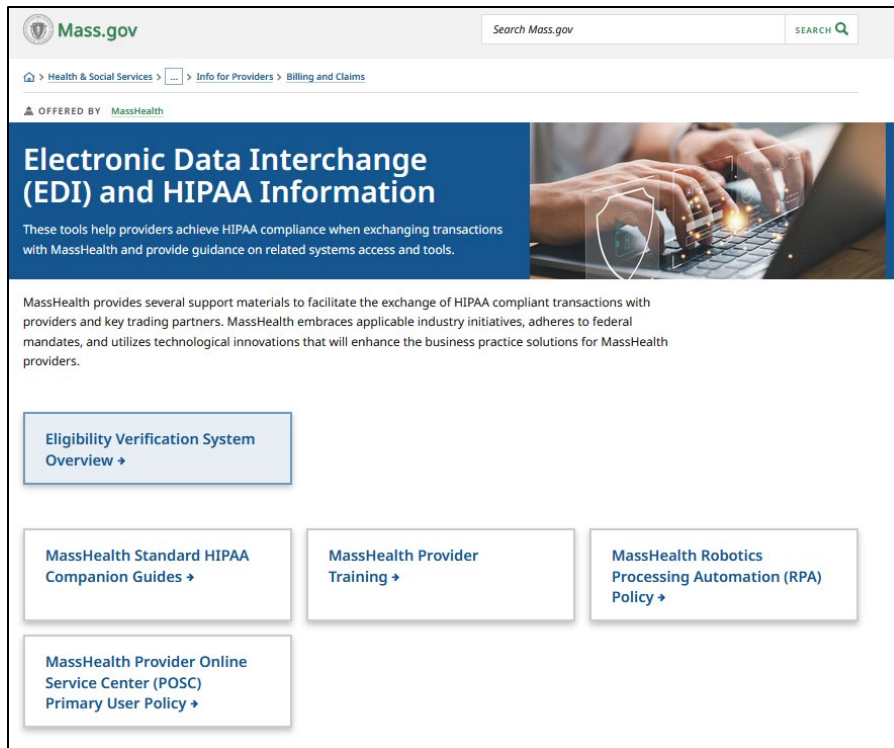 Mass.gov
Search Mass.gov
SEARCH
> Health & Social Services > ... > Info for Providers > Billing and Claims
OFFERED BY MassHealth
Electronic Data Interchange
(EDI) and HIPAA Information
These tools help providers achieve HIPAA compliance when exchanging transactions
with MassHealth and provide guidance on related systems access and tools.
MassHealth provides several support materials to facilitate the exchange of HIPAA compliant transactions with
providers and key trading partners. MassHealth embraces applicable industry initiatives, adheres to federal
mandates, and utilizes technological innovations that will enhance the business practice solutions for MassHealth
providers.
Eligibility Verification System
Overview →
MassHealth Standard HIPAA
Companion Guides →
MassHealth Provider
Training →
MassHealth Robotics
Processing Automation (RPA)
Policy →
MassHealth Provider Online
Service Center (POSC)
Primary User Policy →